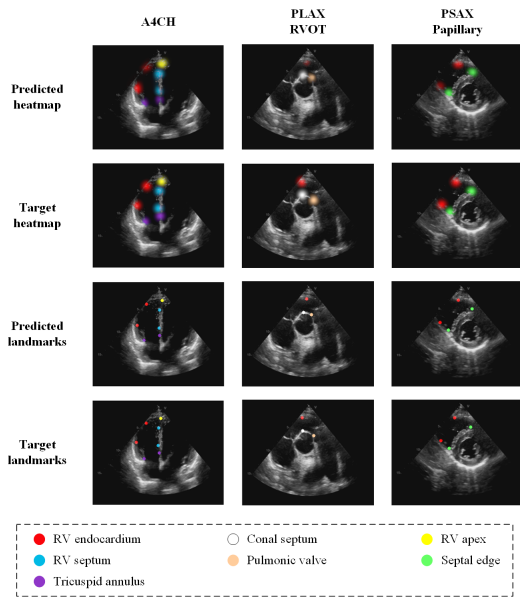 A4CH
PLAX
RVOT
PSAX
Papillary
Predicted
heatmap
Target
heatmap
Predicted
landmarks
Target
landmarks
RV endocardium
Conal septum
RV apex
RV septum
Pulmonic valve
Septal edge
Tricuspid annulus